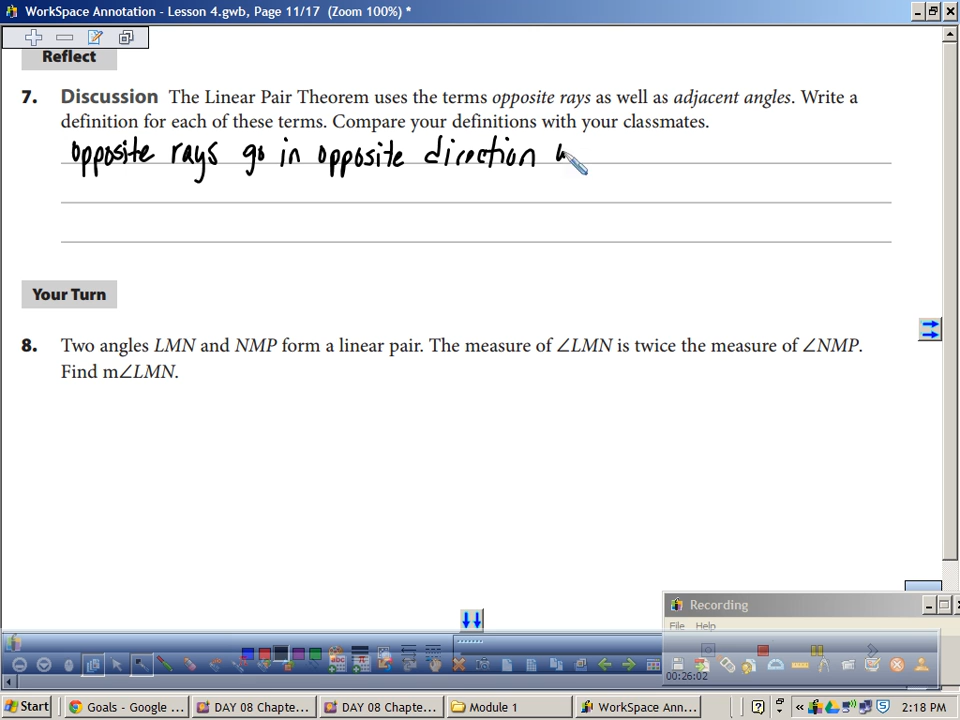 WorkSpace Annotation - Lesson 4.gwb, Page 11/17 (Zoom 100%) *
Reflect
7. Discussion The Linear Pair Theorem uses the terms opposite rays as well as adjacent angles. Write a
definition for each of these terms. Compare your definitions with your classmates.
opposite rays go in opposite direction
Your Turn
8. Two angles LMN and NMP form a linear pair. The measure of ∠LMN is twice the measure of ∠NMP.
Find m∠LMN.
Recording
File Help
00:26:02
Start
Goals - Google ...
DAY 08 Chapte...
DAY 08 Chapte...
Module 1
WorkSpace Ann...
2:18 PM